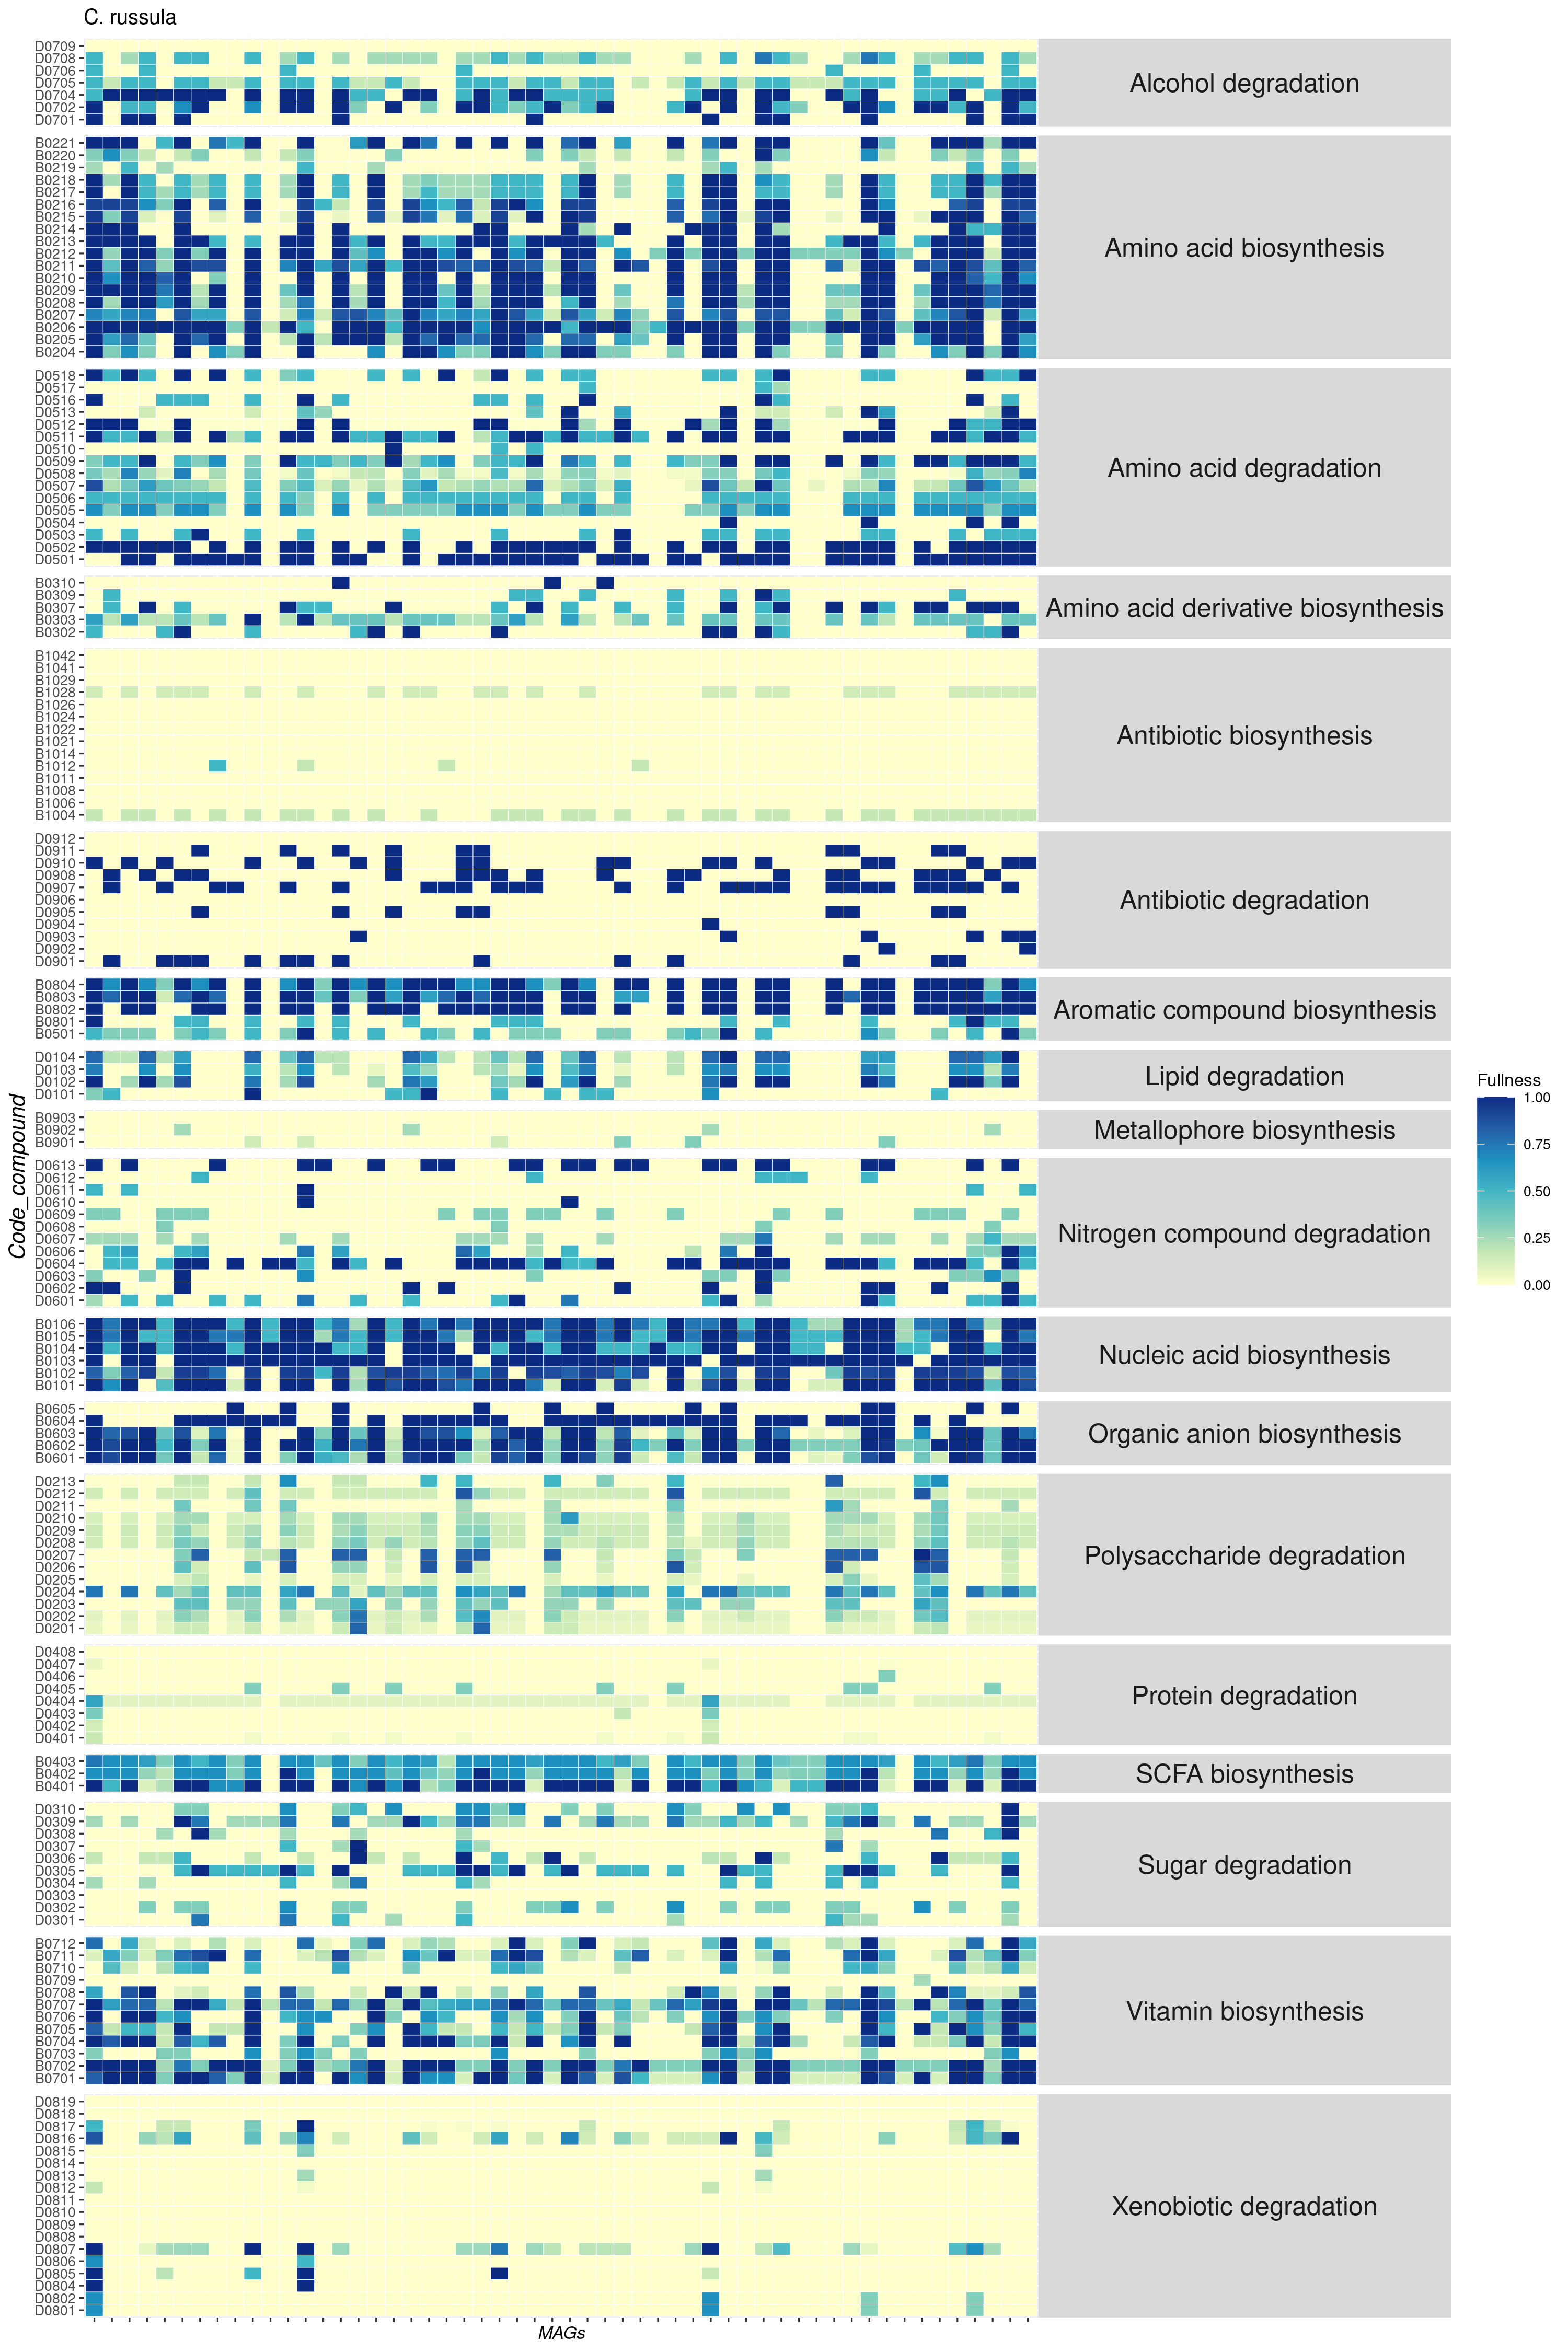 C. russula
D0709
D0708
D0706
D0705
D0704
D0702
D0701
Alcohol degradation
B0221
B0220
B0219
B0218
B0217
B0216
B0215
B0214
B0213
B0212
B0211
B0210
B0209
B0208
B0207
B0206
B0205
B0204
Amino acid biosynthesis
D0518
D0517
D0516
D0513
D0512
D0511
D0510
D0509
D0508
D0507
D0506
D0505
D0504
D0503
D0502
D0501
Amino acid degradation
B0310
B0309
B0307
B0303
B0302
Amino acid derivative biosynthesis
B1042
B1041
B1029
B1028
B1026
B1024
B1022
B1021
B1014
B1012
B1011
B1008
B1006
B1004
Antibiotic biosynthesis
D0912
D0911
D0910
D0908
D0907
D0906
D0905
D0904
D0903
D0902
D0901
Antibiotic degradation
B0804
B0803
B0802
B0801
B0501
Aromatic compound biosynthesis
D0104
D0103
D0102
D0101
Lipid degradation
B0903
B0902
B0901
Metallophore biosynthesis
D0613
D0612
D0611
D0610
D0609
D0608
D0607
D0606
D0604
D0603
D0602
D0601
Nitrogen compound degradation
B0106
B0105
B0104
B0103
B0102
B0101
Nucleic acid biosynthesis
B0605
B0604
B0603
B0602
B0601
Organic anion biosynthesis
D0213
D0212
D0211
D0210
D0209
D0208
D0207
D0206
D0205
D0204
D0203
D0202
D0201
Polysaccharide degradation
D0408
D0407
D0406
D0405
D0404
D0403
D0402
D0401
Protein degradation
B0403
B0402
B0401
SCFA biosynthesis
D0310
D0309
D0308
D0307
D0306
D0305
D0304
D0303
D0302
D0301
Sugar degradation
B0712
B0711
B0710
B0709
B0708
B0707
B0706
B0705
B0704
B0703
B0702
B0701
Vitamin biosynthesis
D0819
D0818
D0817
D0816
D0815
D0814
D0813
D0812
D0811
D0810
D0809
D0808
D0807
D0806
D0805
D0804
D0802
D0801
Xenobiotic degradation
Code_compound
MAGs
Fullness
1.00
0.75
0.50
0.25
0.00